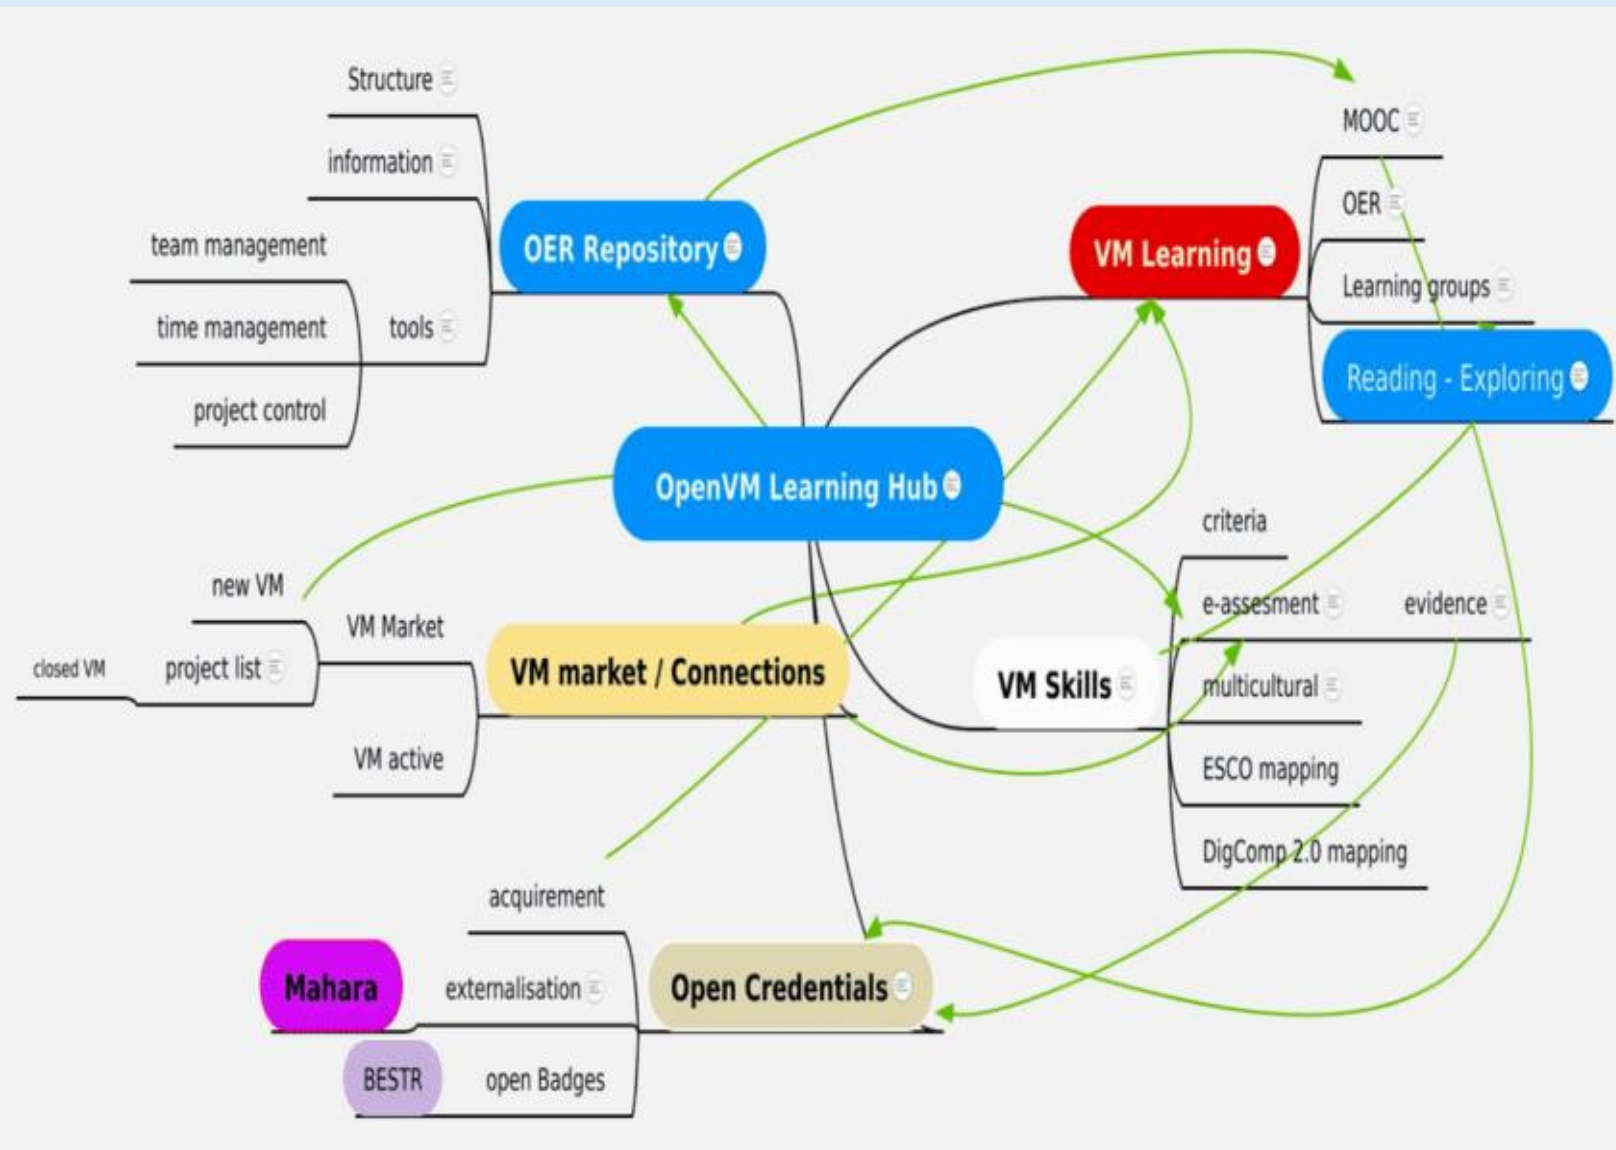 Structure
information
team management
time management
tools
project control
OER Repository
MOOC
OER
Learning groups
VM Learning
Reading - Exploring
OpenVM Learning Hub
new VM
VM Market
closed VM
project list
VM active
VM market / Connections
criteria
e-assesment
evidence
multicultural
ESCO mapping
DigComp 2.0 mapping
VM Skills
acquirement
Mahara
externalisation
BESTR
open Badges
Open Credentials